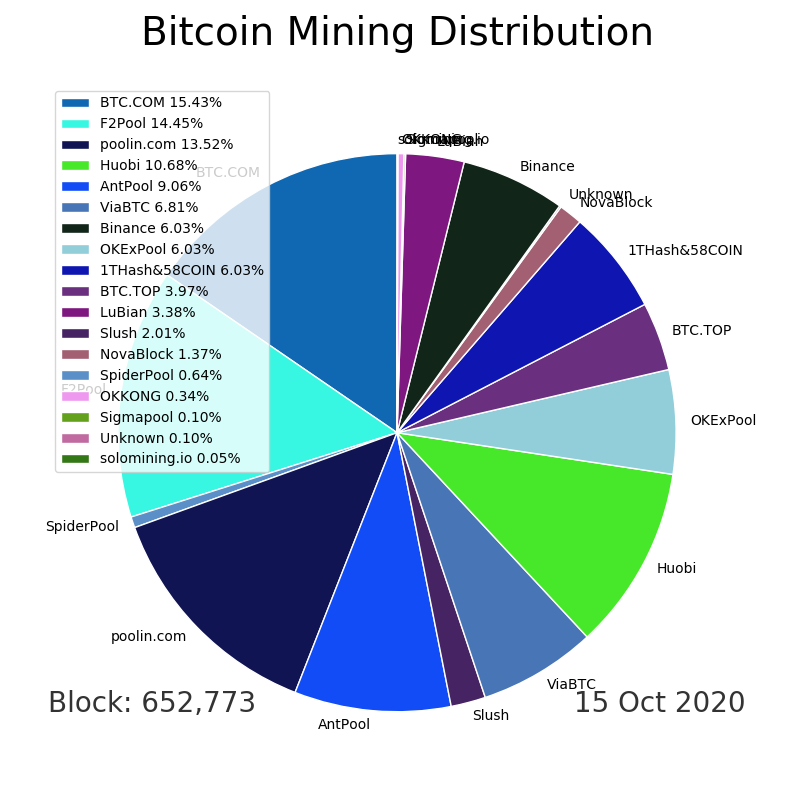 Bitcoin Mining Distribution
BTC.COM 15.43%
F2Pool 14.45%
poolin.com 13.52%
Huobi 10.68%
AntPool 9.06%
ViaBTC 6.81%
Binance 6.03%
OKExPool 6.03%
1THash&58COIN 6.03%
BTC.TOP 3.97%
LuBian 3.38%
Slush 2.01%
NovaBlock 1.37%
SpiderPool 0.64%
OKKONG 0.34%
Sigmapool 0.10%
Unknown 0.10%
solomining.io 0.05%
BTC.COM
F2Pool
SpiderPool
poolin.com
AntPool
Slush
ViaBTC
Huobi
OKExPool
BTC.TOP
1THash&58COIN
NovaBlock
Unknown
Binance
Block: 652,773
15 Oct 2020